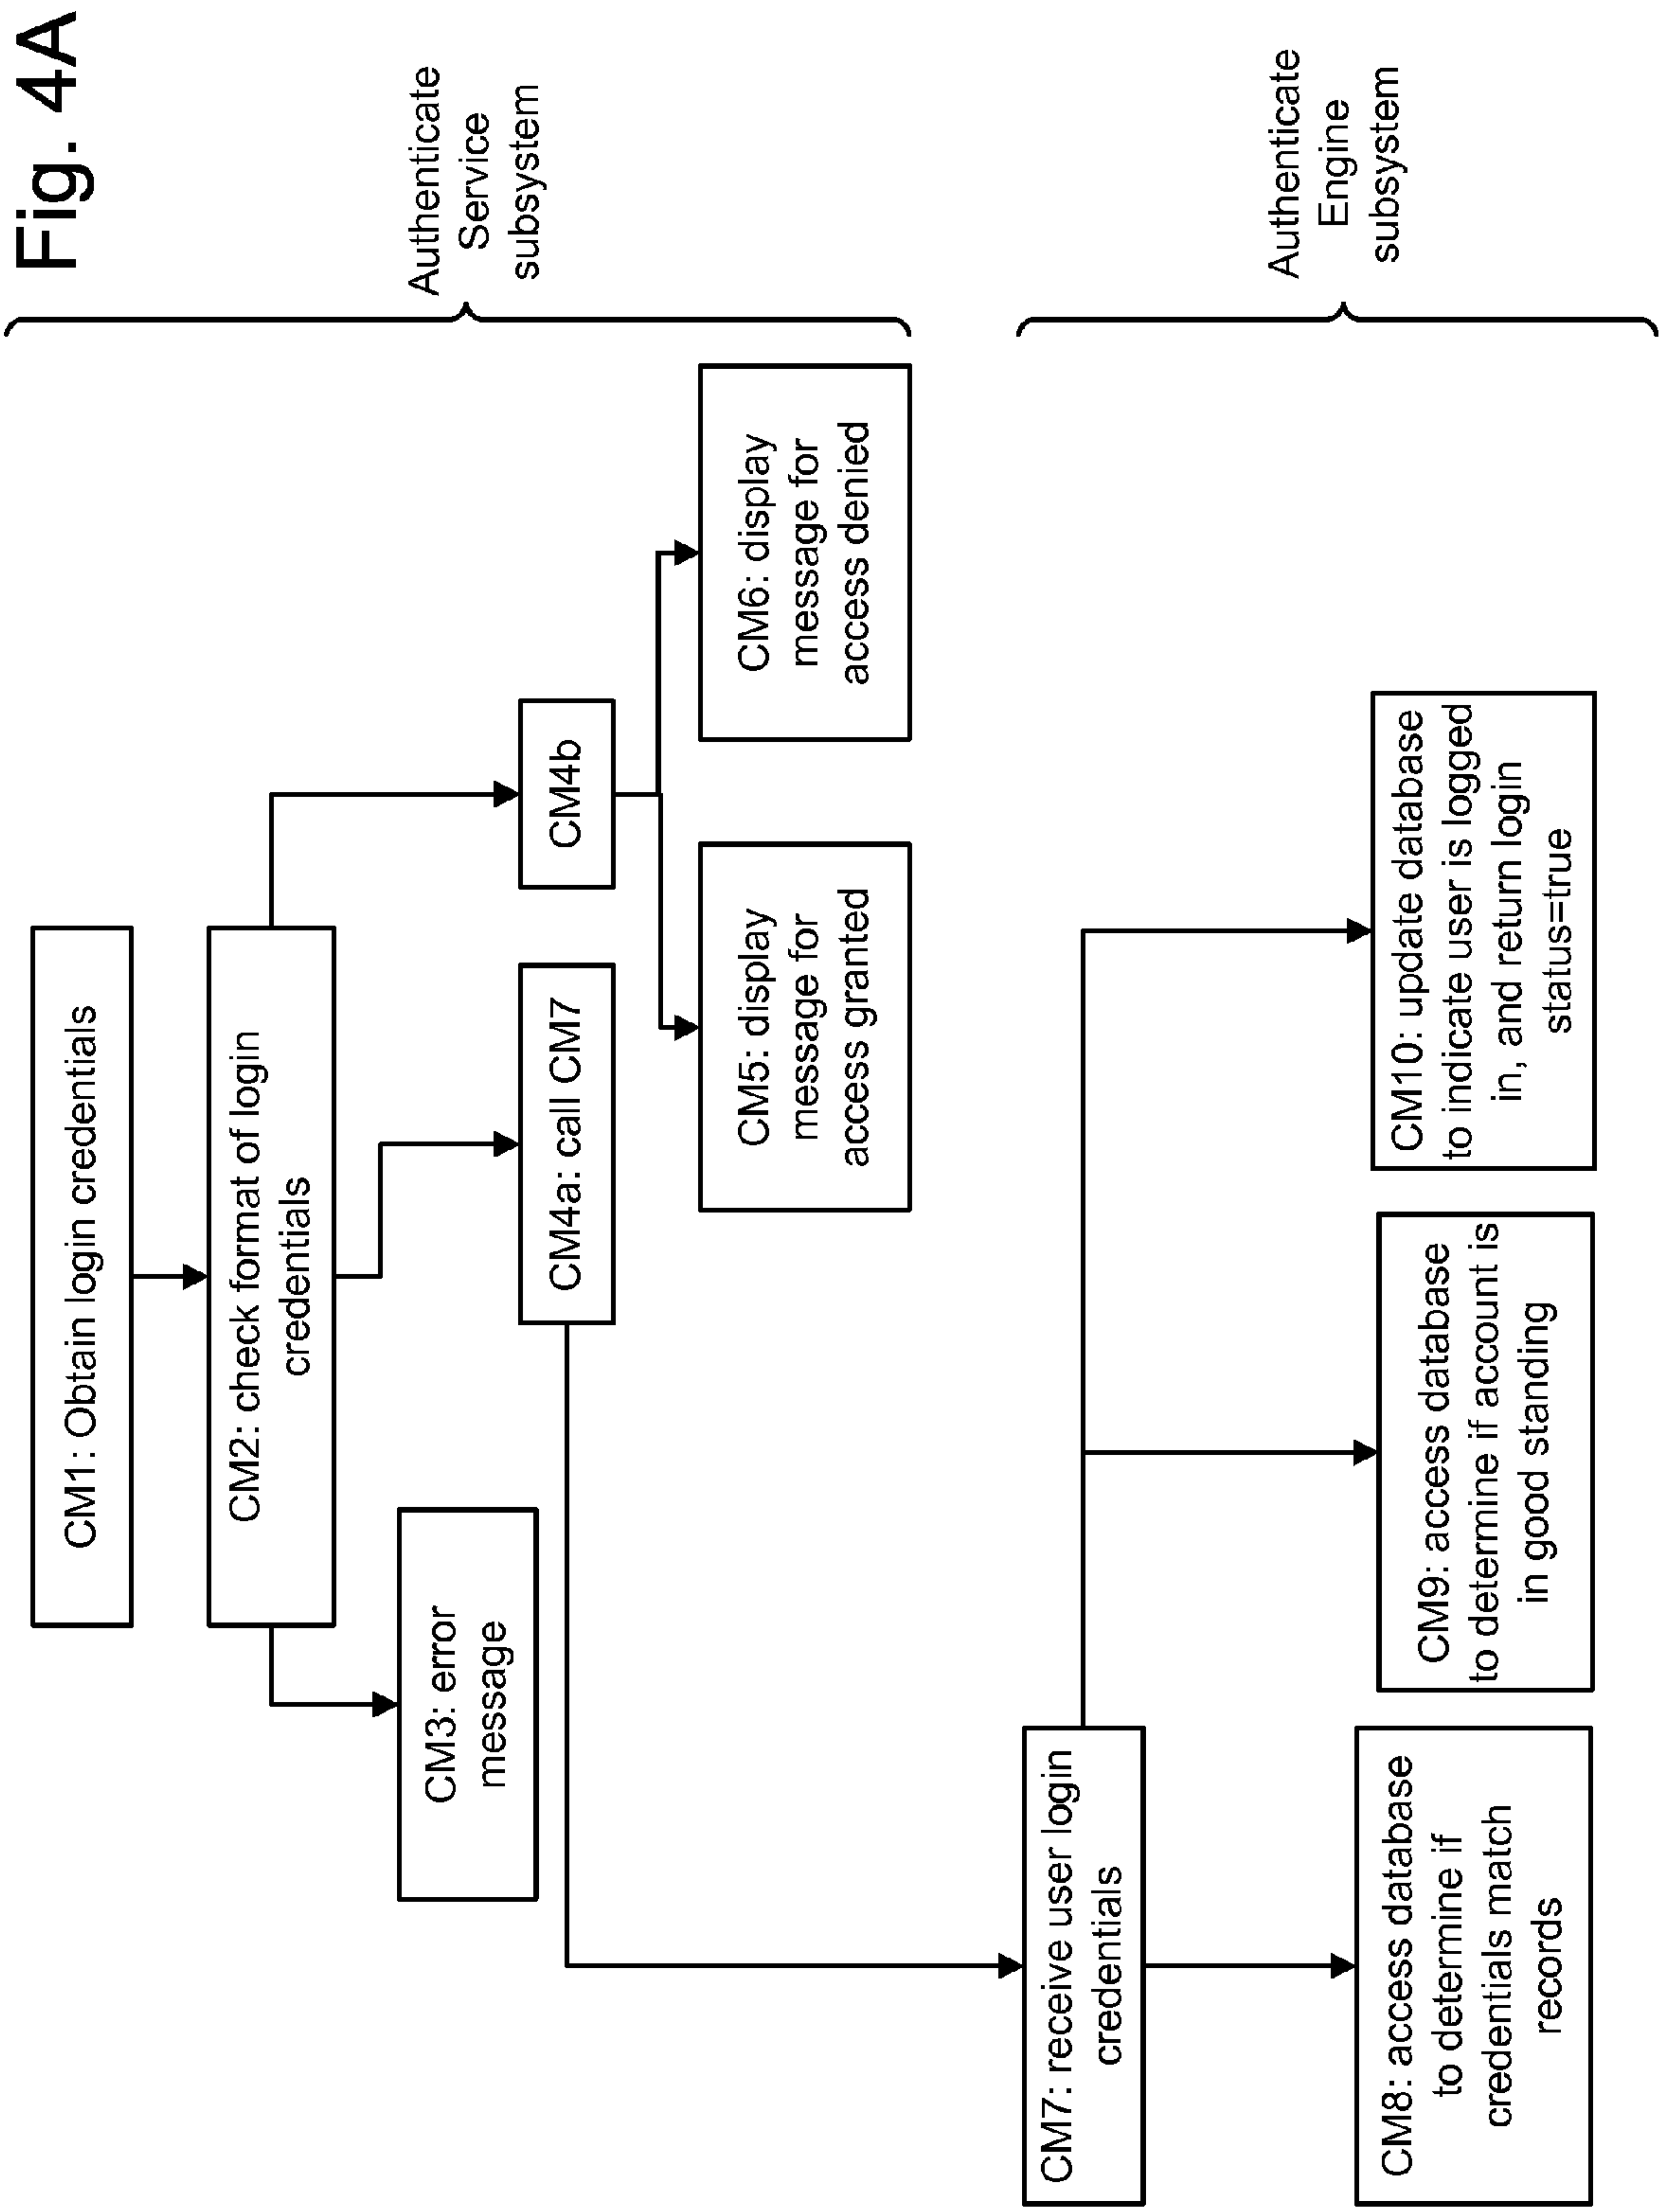 Fig. 4A
CM1: Obtain login credentials
CM2: check format of login
credentials
CM3: error
message
CM4a: call CM7
CM4b
CM5: display
message for
access granted
CM6: display
message for
access denied
Authenticate
Service
subsystem
CM7: receive user login
credentials
CM8: access database
to determine if
credentials match
records
CM9: access database
to determine if account is
in good standing
CM10: update database
to indicate user is logged
in, and return login
status=true
Authenticate
Engine
subsystem